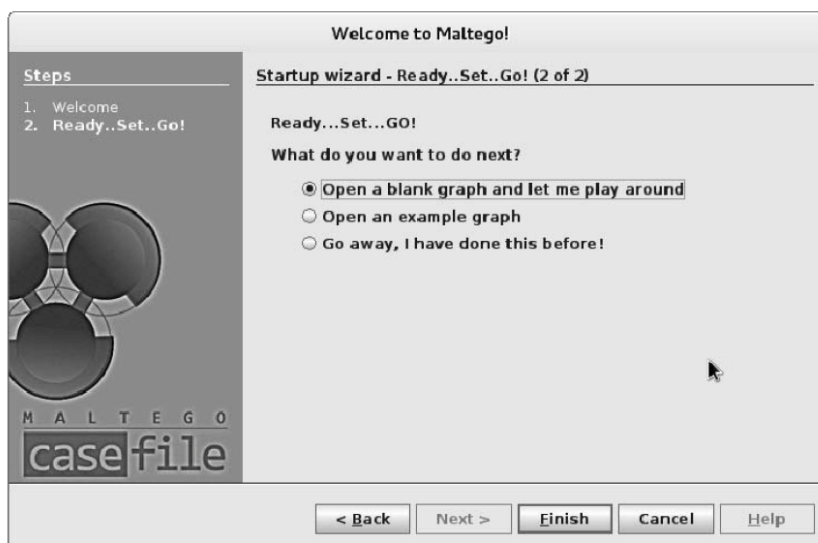 Welcome to Maltego!
Steps
1. Welcome
2. Ready..Set..Go!
Startup wizard - Ready..Set..Go! (2 of 2)
Ready...Set...GO!
What do you want to do next?
Open a blank graph and let me play around
Open an example graph
Go away, I have done this before!
MALTEGO
casefile
< Back Next > Finish Cancel Help